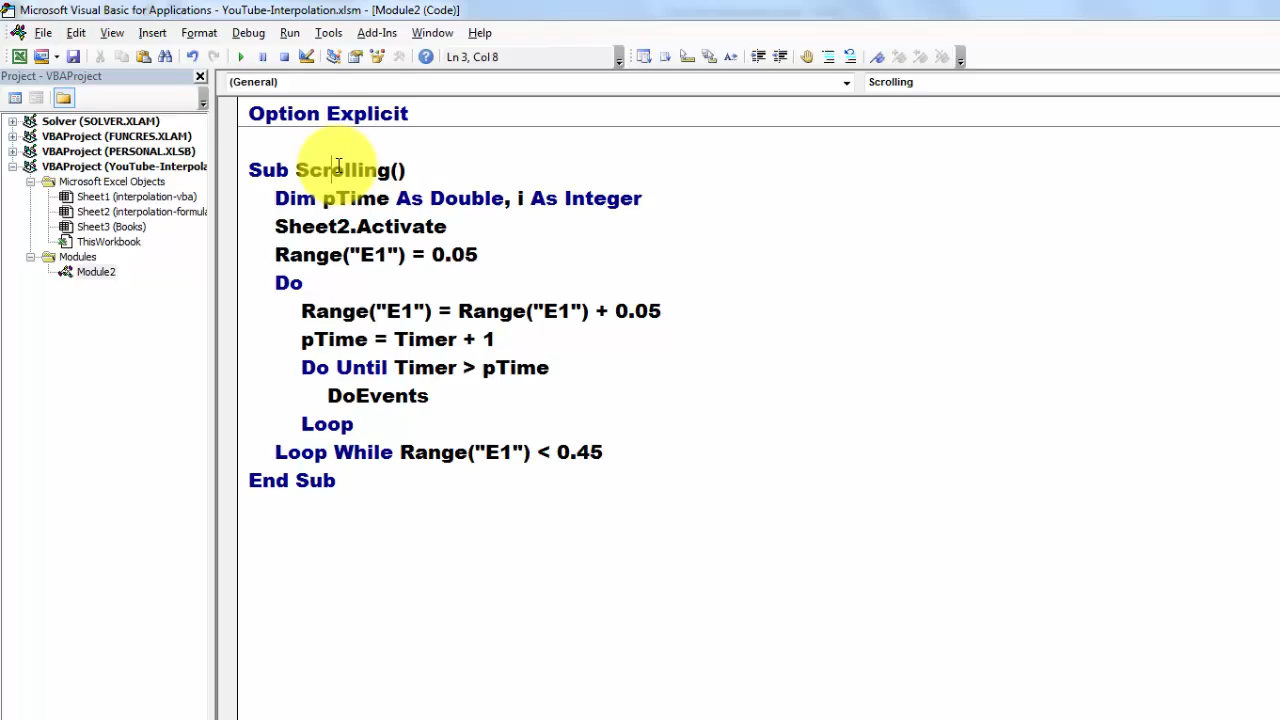 Microsoft Visual Basic for Applications - YouTube-Interpolation.xlsm - [Module2 (Code)]
File Edit View Insert Format Debug Run Tools Add-Ins Window Help
Ln 3, Col 8
Project - VBAProject
(General) Scrolling
Solver (SOLVER.XLAM)
VBAProject (FUNCRES.XLAM)
VBAProject (PERSONAL.XLSB)
VBAProject (YouTube-Interpola
Microsoft Excel Objects
Sheet1 (interpolation-vba)
Sheet2 (interpolation-formula
Sheet3 (Books)
ThisWorkbook
Modules
Module2
Option Explicit
Sub Scrolling()
Dim pTime As Double, i As Integer
Sheet2.Activate
Range("E1") = 0.05
Do
Range("E1") = Range("E1") + 0.05
pTime = Timer + 1
Do Until Timer > pTime
DoEvents
Loop
Loop While Range("E1") < 0.45
End Sub